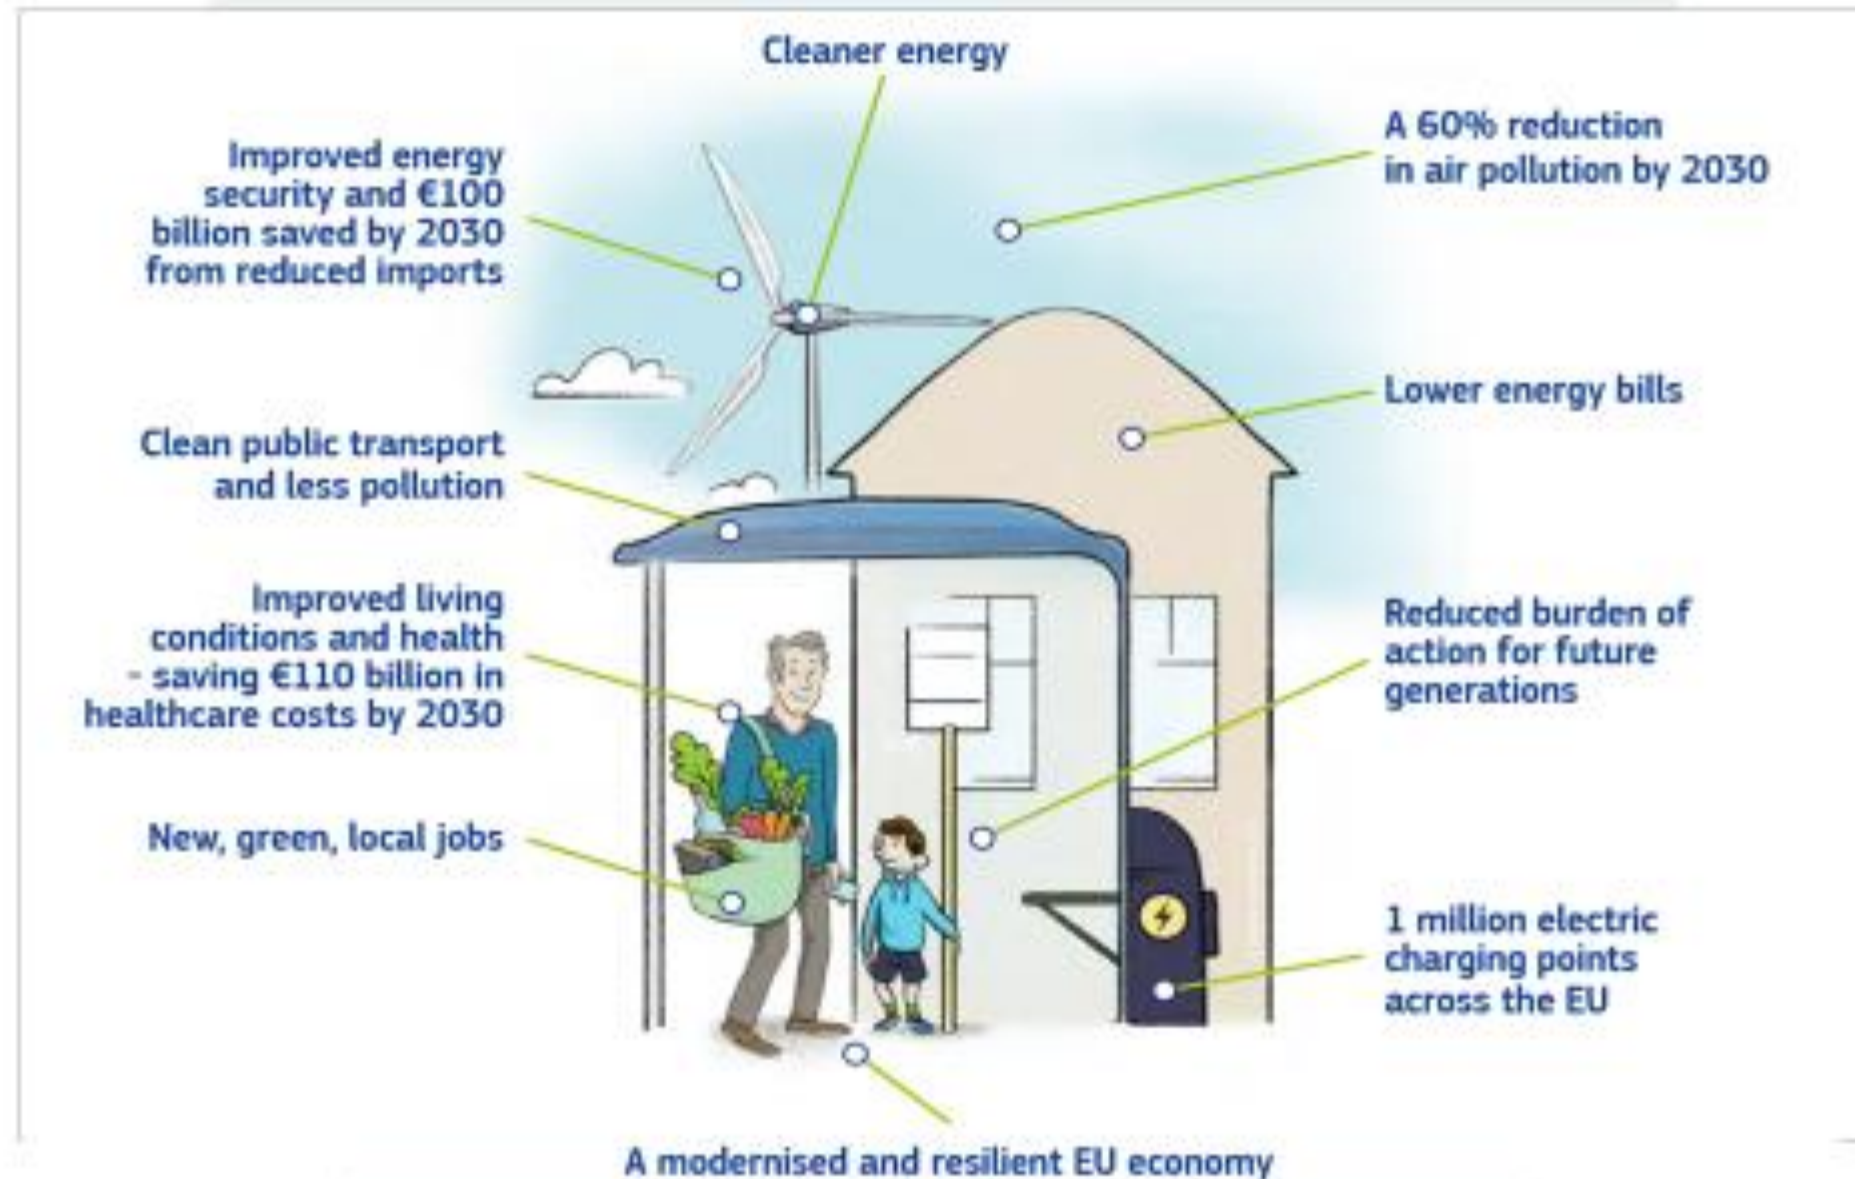 Cleaner energy
Improved energy
security and €100
billion saved by 2030
from reduced imports
A 60% reduction
in air pollution by 2030
Lower energy bills
Clean public transport
and less pollution
Improved living
conditions and health
- saving €110 billion in
healthcare costs by 2030
Reduced burden of
action for future
generations
New, green, local jobs
1 million electric
charging points
across the EU
A modernised and resilient EU economy